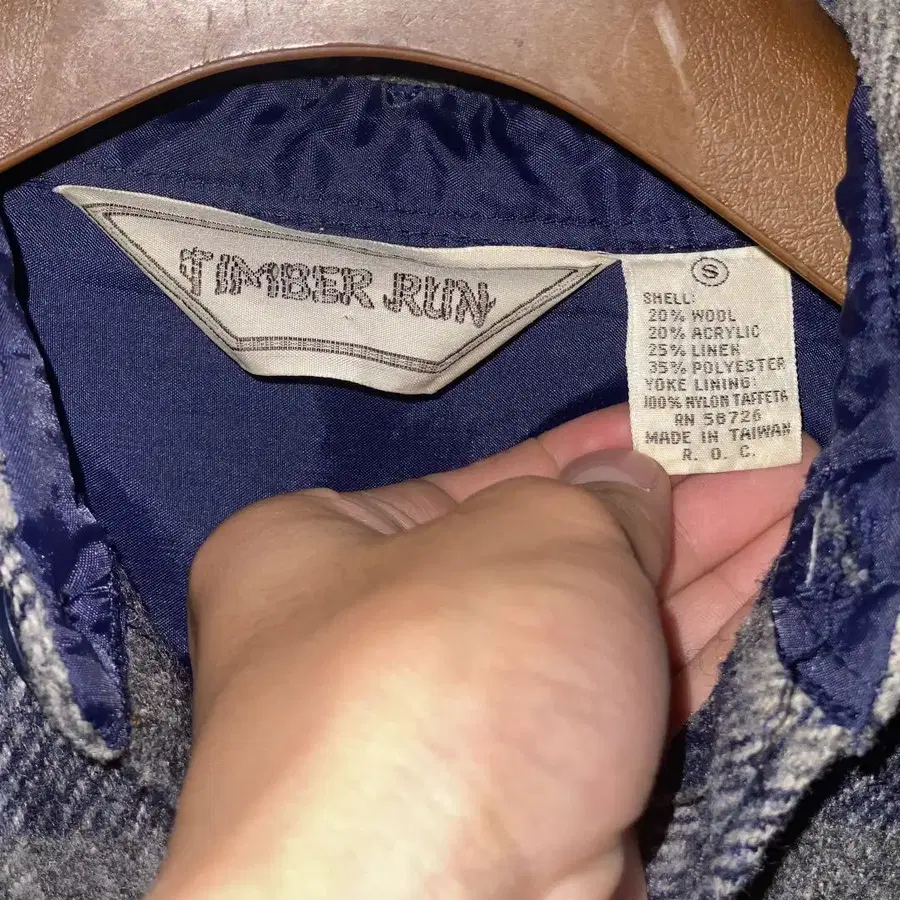 TIMBER RUN
S
SHELL:
20% WOOL
20% ACRYLIC
25% LINEN
35% POLYESTER
YOKE LINING:
100% NYLON TAFFETA
RN 58726
MADE IN TAIWAN
R. O. C.